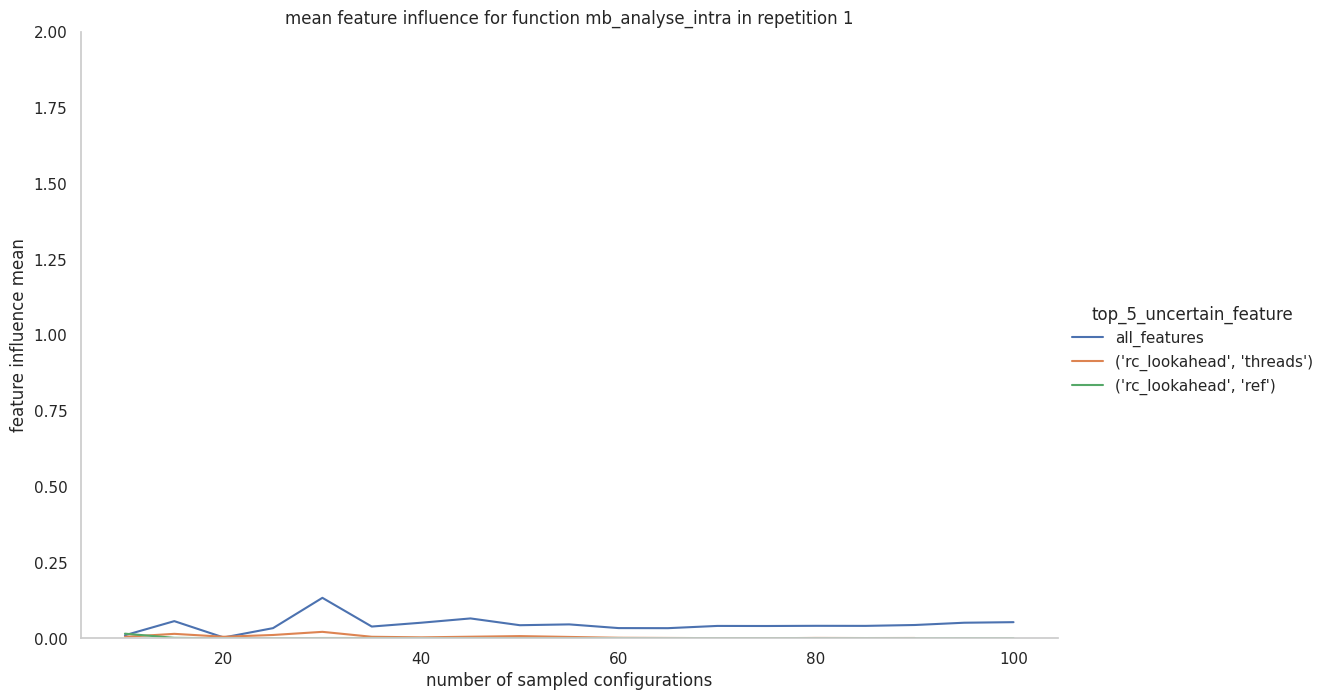 mean feature influence for function mb_analyse_intra in repetition 1
feature influence mean
2.00
1.75
1.50
1.25
1.00
0.75
0.50
0.25
0.00
20
40
60
80
100
number of sampled configurations
top_5_uncertain_feature
all_features
('rc_lookahead', 'threads')
('rc_lookahead', 'ref')